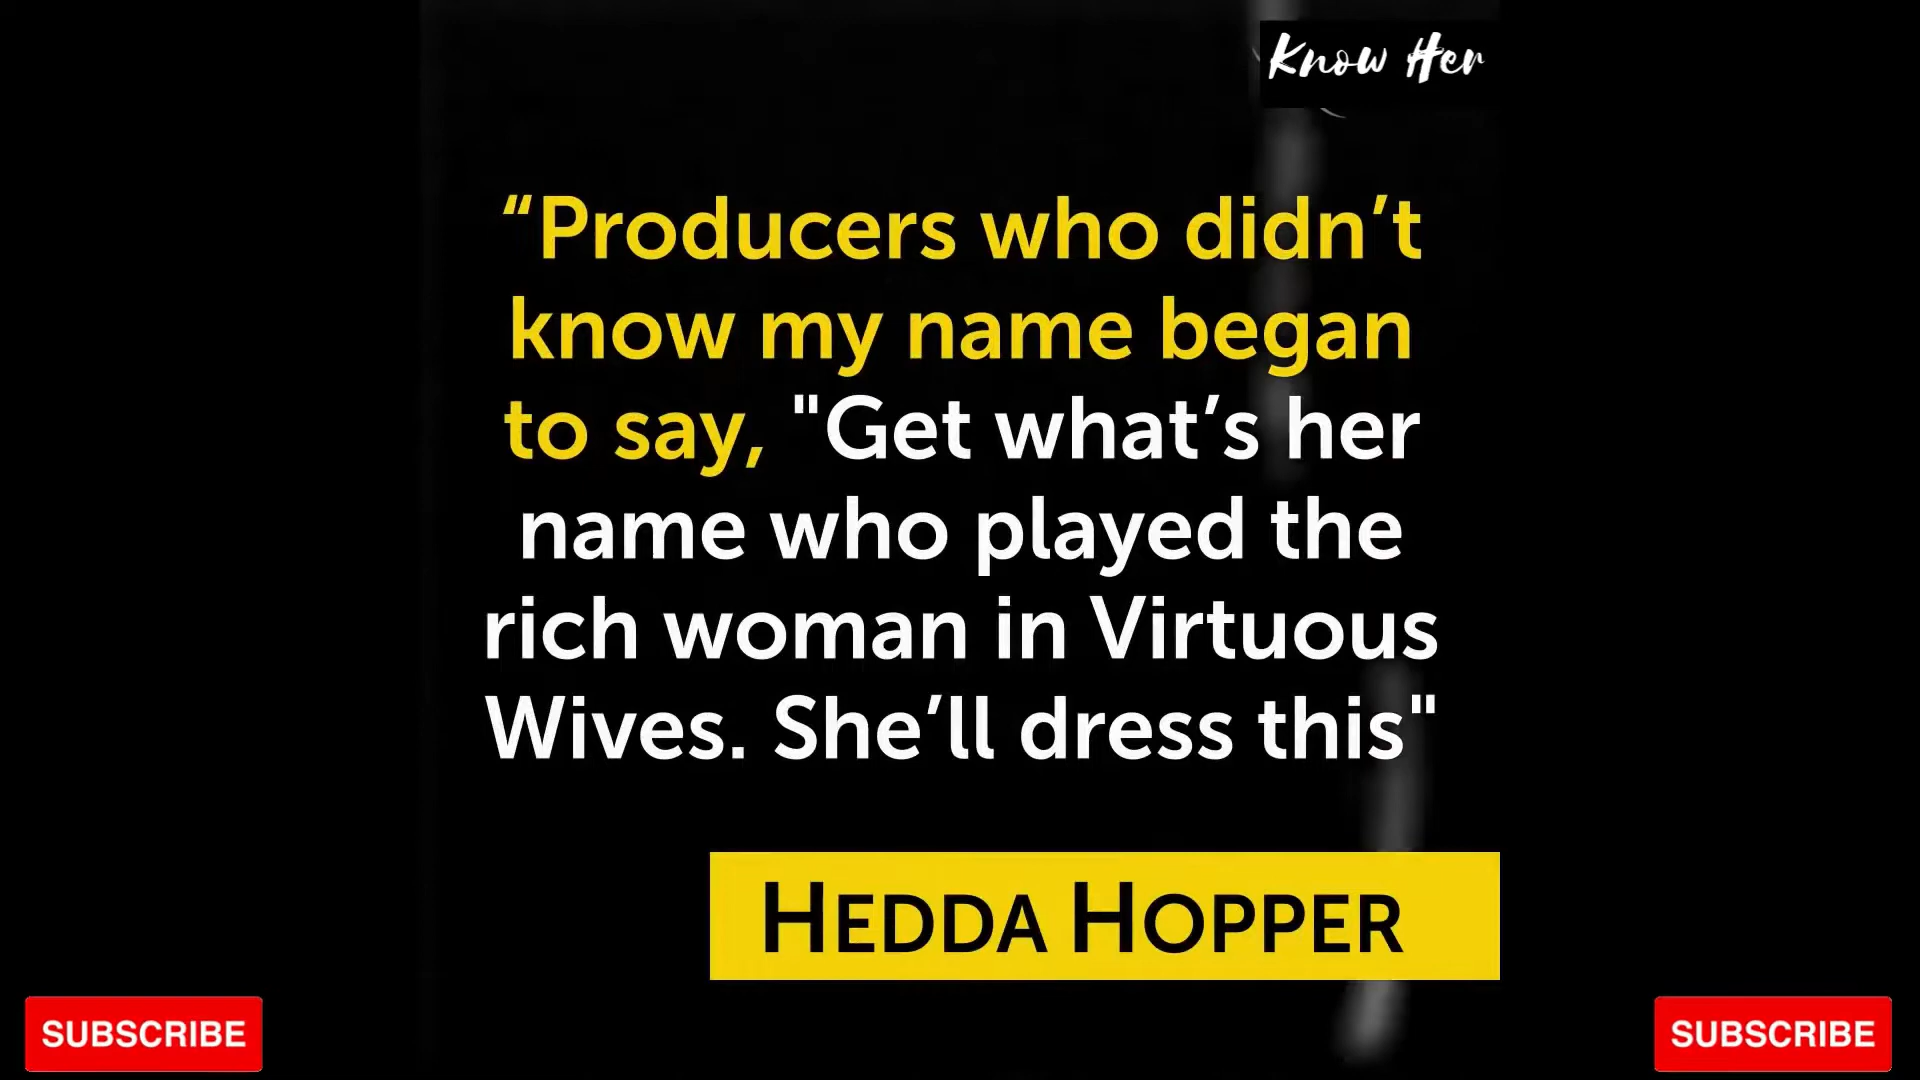 Know Her
“Producers who didn’t
know my name began
to say, "Get what’s her
name who played the
rich woman in Virtuous
Wives. She’ll dress this"
HEDDA HOPPER
SUBSCRIBE
SUBSCRIBE